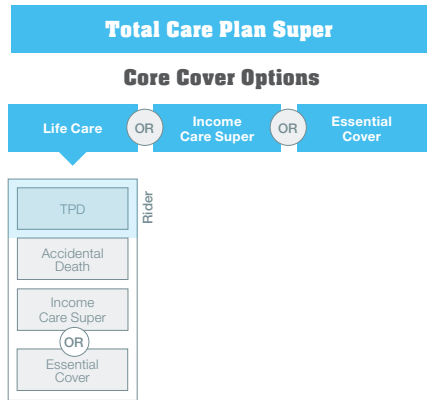 Total Care Plan Super
Core Cover Options
Life Care
OR
Income
Care Super
OR
Essential
Cover
TPD
Rider
Accidental
Death
Income
Care Super
OR
Essential
Cover